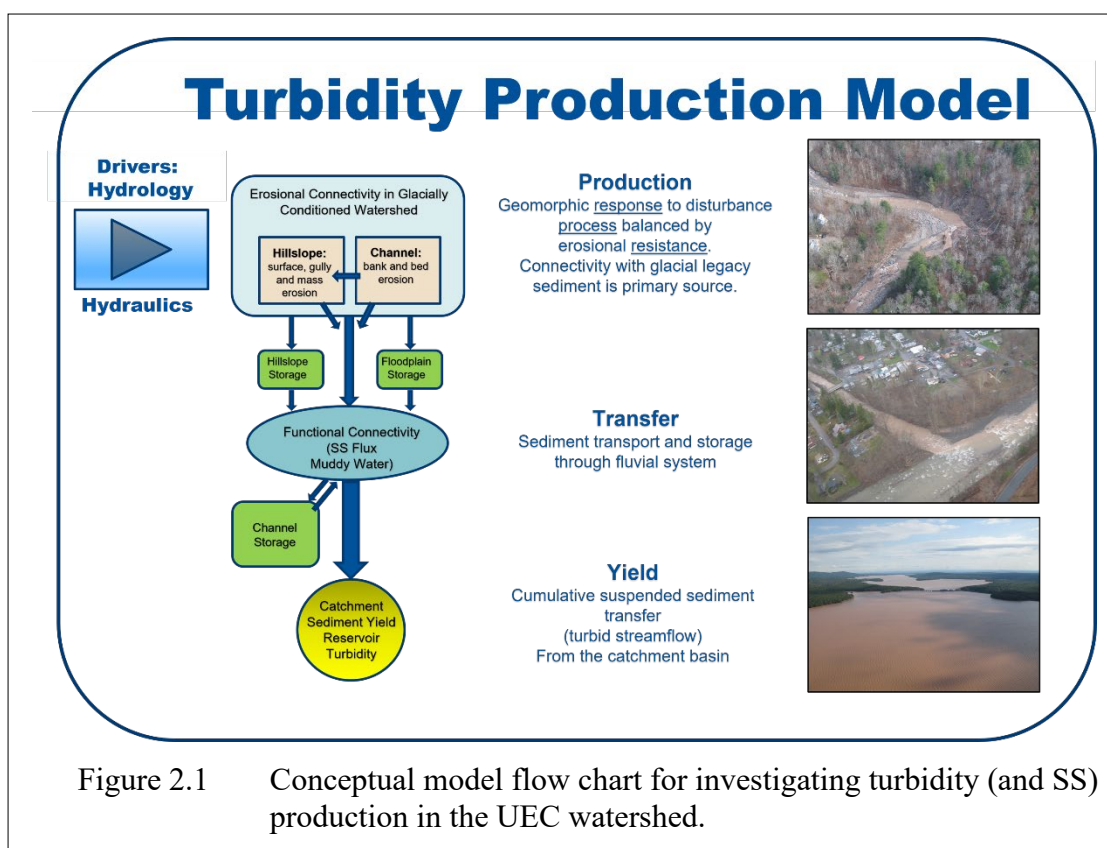 Turbidity Production Model
Drivers:
Hydrology
Hydraulics
Erosional Connectivity in Glacially
Conditioned Watershed
Hillslope:
surface, gully
and mass
erosion
Channel:
bank and bed
erosion
Hillslope
Storage
Floodplain
Storage
Functional Connectivity
(SS Flux
Muddy Water)
Channel
Storage
Catchment
Sediment Yield
Reservoir
Turbidity
Production
Geomorphic response to disturbance
process balanced by
erosional resistance.
Connectivity with glacial legacy
sediment is primary source.
Transfer
Sediment transport and storage
through fluvial system
Yield
Cumulative suspended sediment
transfer
(turbid streamflow)
From the catchment basin
Figure 2.1 Conceptual model flow chart for investigating turbidity (and SS)
production in the UEC watershed.